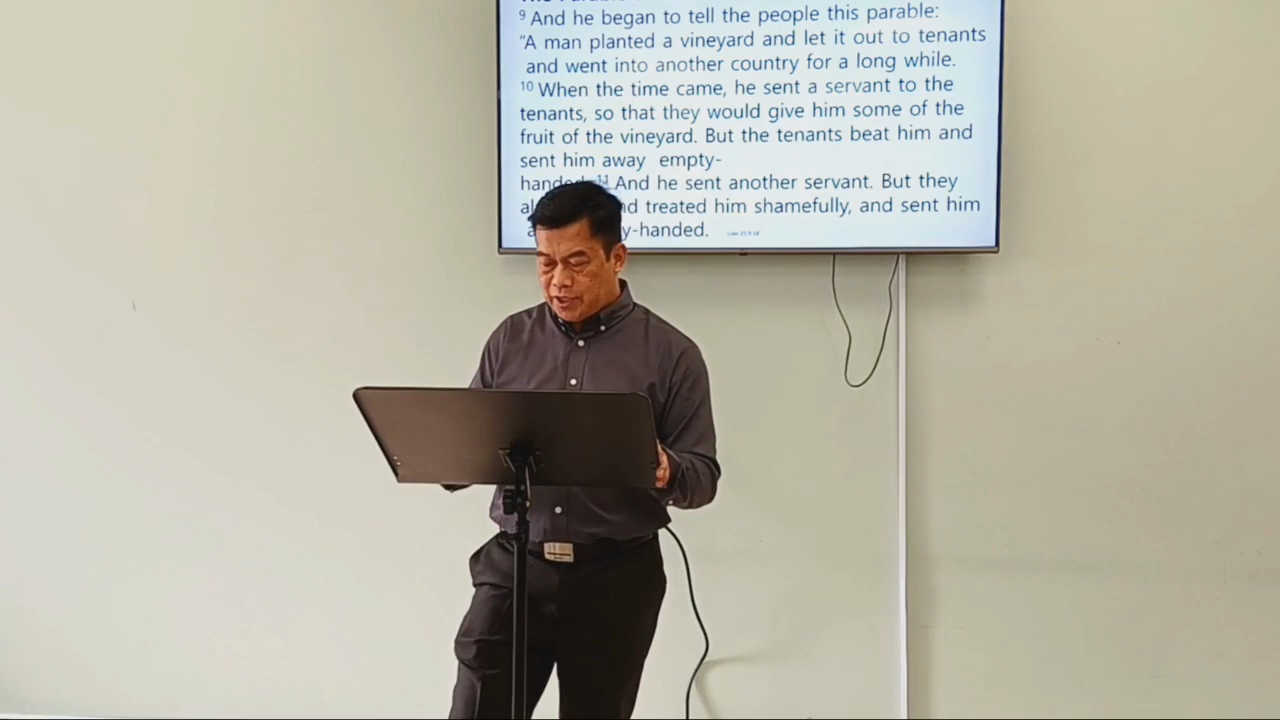 9 And he began to tell the people this parable:
“A man planted a vineyard and let it out to tenants
and went into another country for a long while.
10 When the time came, he sent a servant to the
tenants, so that they would give him some of the
fruit of the vineyard. But the tenants beat him and
sent him away empty-
11 And he sent another servant. But they
treated him shamefully, and sent him
y-handed.